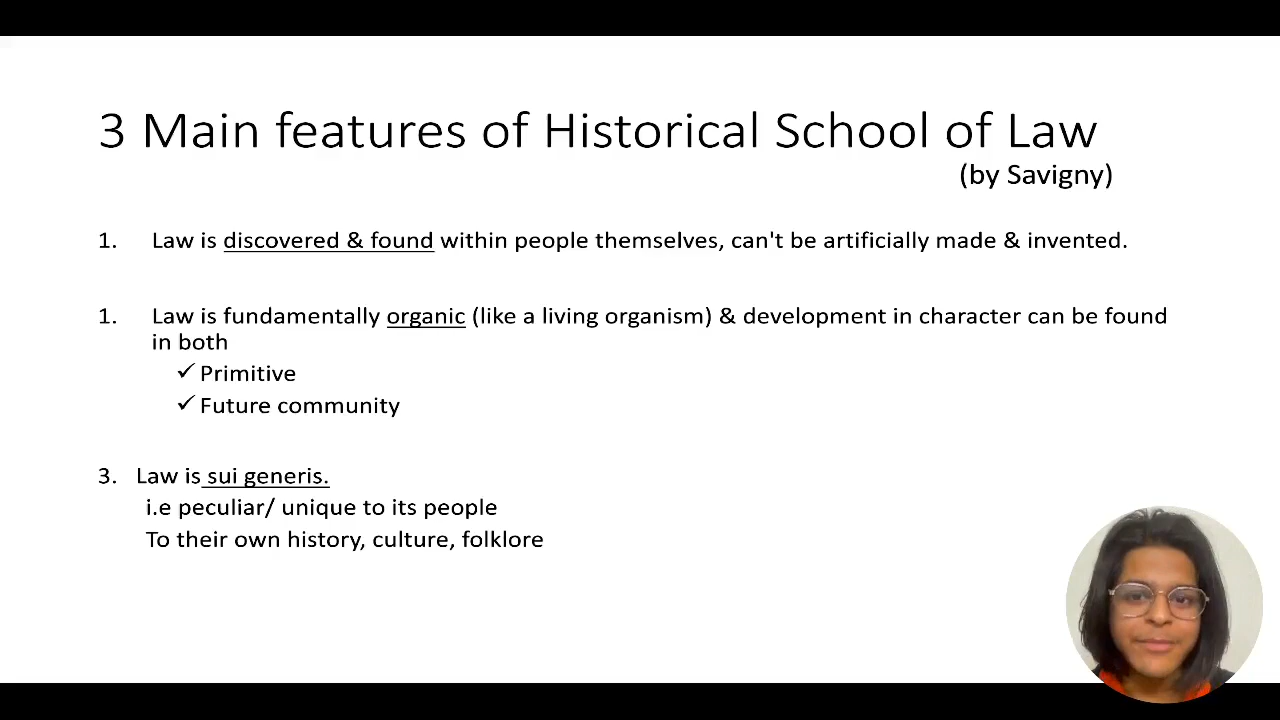 3 Main features of Historical School of Law
(by Savigny)
1. Law is discovered & found within people themselves, can't be artificially made & invented.
1. Law is fundamentally organic (like a living organism) & development in character can be found
in both
✓ Primitive
✓ Future community
3. Law is sui generis.
i.e peculiar/ unique to its people
To their own history, culture, folklore